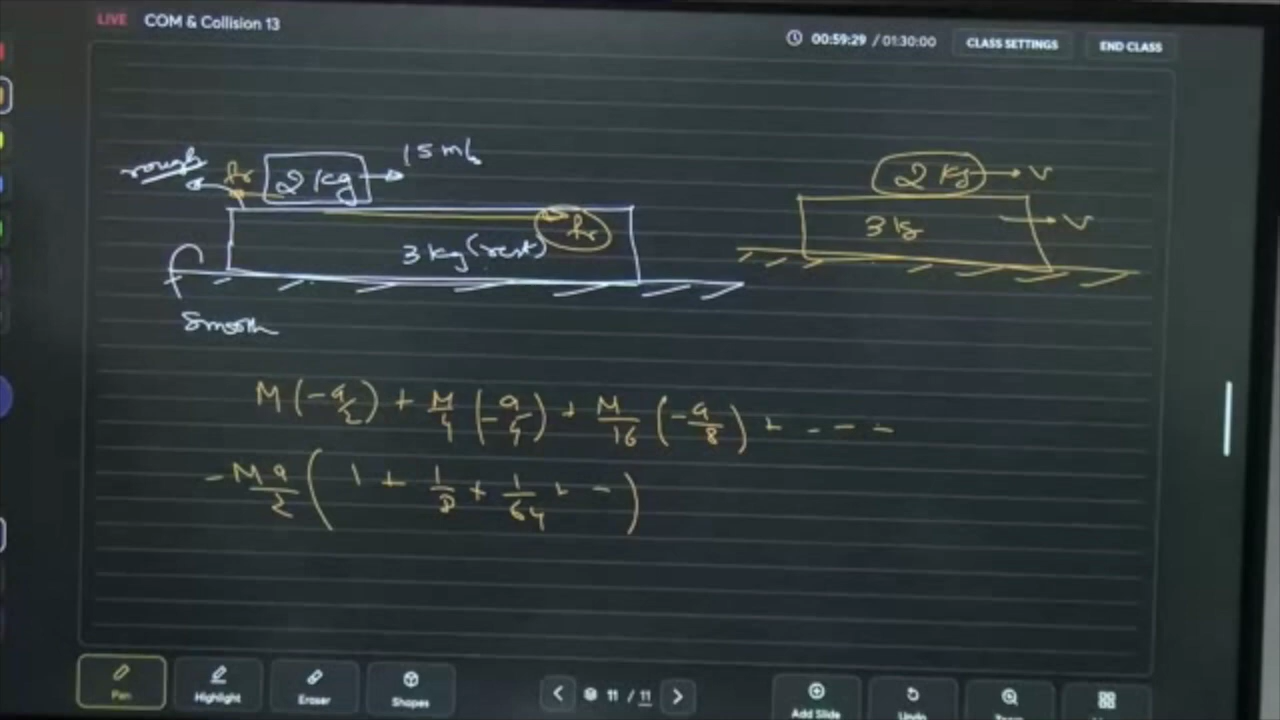 LIVE COM & Collision 13
00:59:29 / 01:30:00 CLASS SETTINGS END CLASS
rough fr 2 kg 15 m/s
3 kg (rest) fr
Smooth
2 kg v
3 kg v
M(-a/2) + M/4(-a/4) + M/16(-a/8) + ----
-Ma/2(1 + 1/8 + 1/64 + -)
Pen Highlight Eraser Shapes 11 / 11 Add Slide Undo